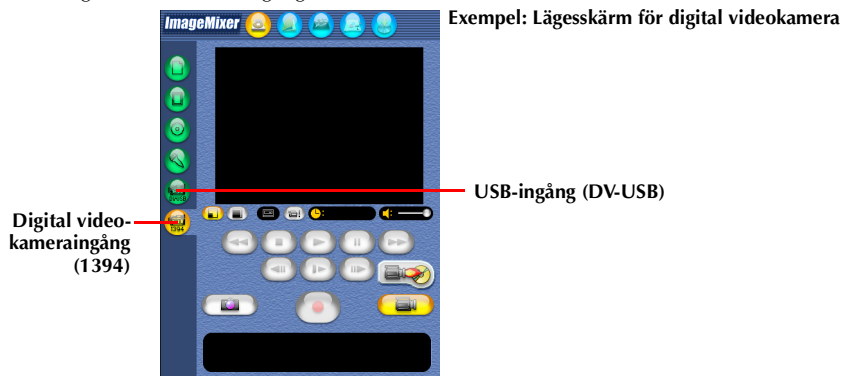 Exempel: Lägesskärm för digital videokamera
ImageMixer
DV-USB
USB-ingång (DV-USB)
Digital video-
kameraingång
(1394)
1394